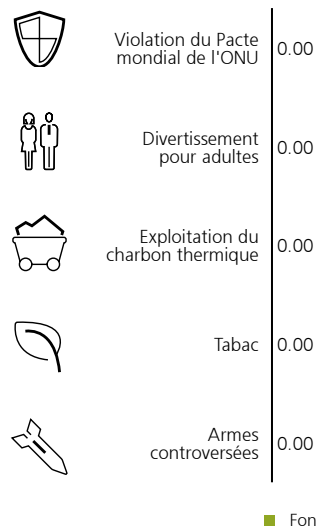 Violation du Pacte
mondial de l'ONU
0.00
Divertissement
pour adultes
0.00
Exploitation du
charbon thermique
0.00
Tabac
0.00
Armes
controversées
0.00
Fon